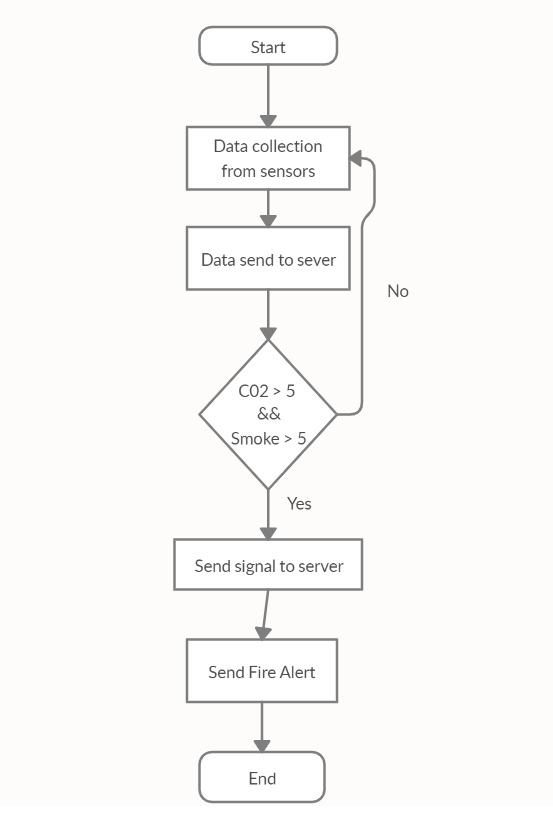 Start
Data collection
from sensors
Data send to sever
No
C02 > 5
&&
Smoke > 5
Yes
Send signal to server
Send Fire Alert
End